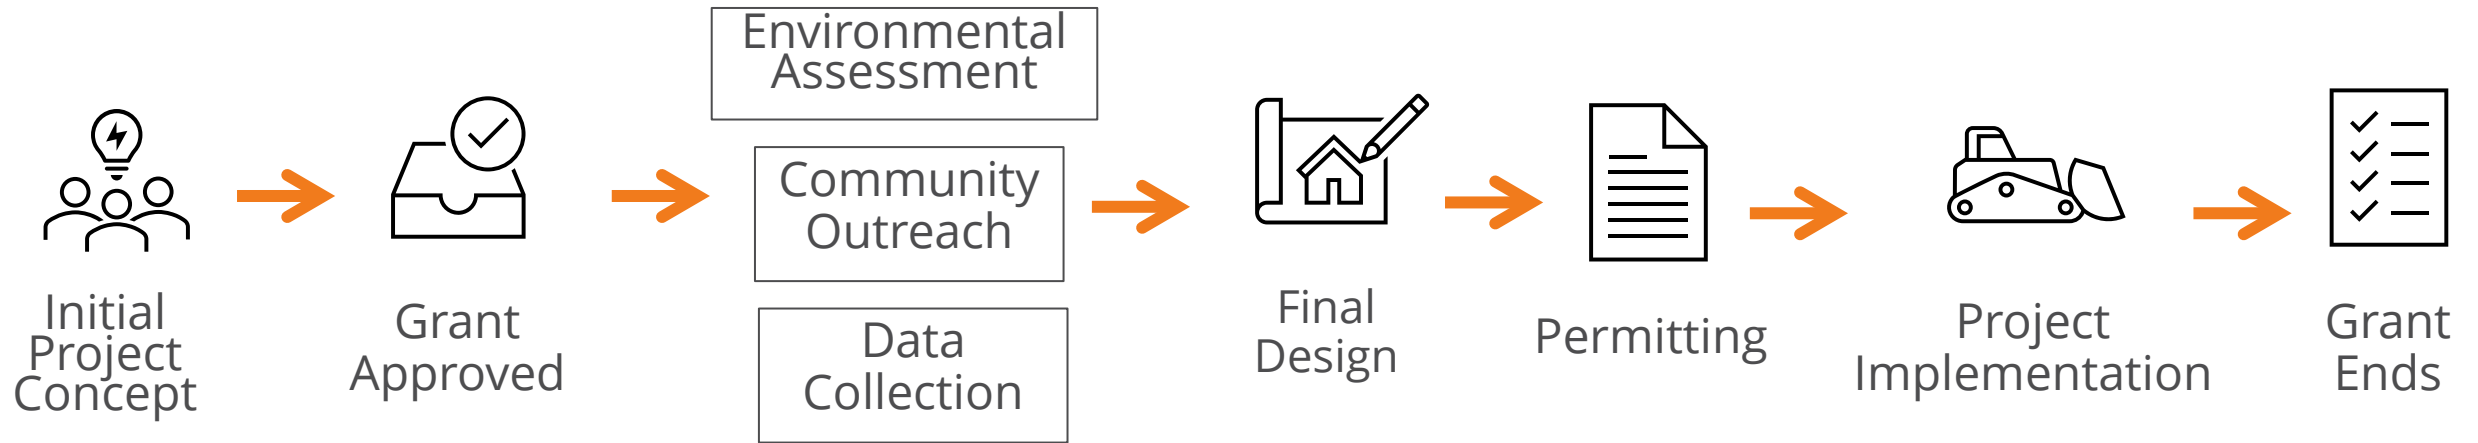 Initial
Project
Concept
Grant
Approved
Environmental
Assessment
Community
Outreach
Data
Collection
Final
Design
Permitting
Project
Implementation
Grant
Ends